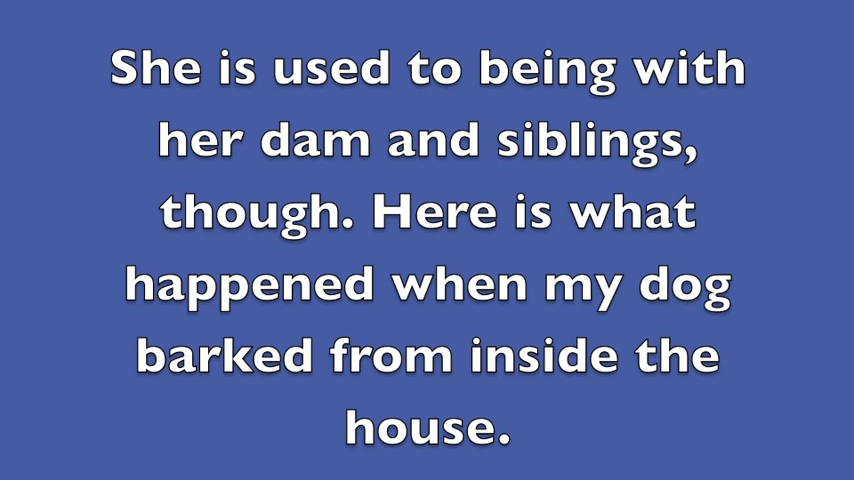 She is used to being with
her dam and siblings,
though. Here is what
happened when my dog
barked from inside the
house.